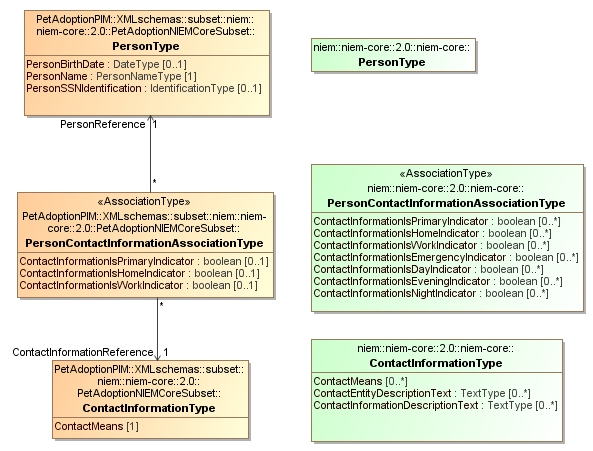 PetAdoptionPIM::XMLschemas::subset::niem::
niem-core::2.0::PetAdoptionNIEMCoreSubset::
PersonType
PersonBirthDate : DateType [0..1]
PersonName : PersonNameType [1]
PersonSSNIdentification : IdentificationType [0..1]
niem::niem-core::2.0::niem-core::
PersonType
PersonReference 1
*
«AssociationType»
PetAdoptionPIM::XMLschemas::subset::niem::niem-
core::2.0::PetAdoptionNIEMCoreSubset::
PersonContactInformationAssociationType
ContactInformationIsPrimaryIndicator : boolean [0..1]
ContactInformationIsHomeIndicator : boolean [0..1]
ContactInformationIsWorkIndicator : boolean [0..1]
«AssociationType»
niem::niem-core::2.0::niem-core::
PersonContactInformationAssociationType
ContactInformationIsPrimaryIndicator : boolean [0..*]
ContactInformationIsHomeIndicator : boolean [0..*]
ContactInformationIsWorkIndicator : boolean [0..*]
ContactInformationIsEmergencyIndicator : boolean [0..*]
ContactInformationIsDayIndicator : boolean [0..*]
ContactInformationIsEveningIndicator : boolean [0..*]
ContactInformationIsNightIndicator : boolean [0..*]
*
ContactInformationReference 1
PetAdoptionPIM::XMLschemas::subset::
niem::niem-core::2.0::
PetAdoptionNIEMCoreSubset::
ContactInformationType
ContactMeans [1]
niem::niem-core::2.0::niem-core::
ContactInformationType
ContactMeans [0..*]
ContactEntityDescriptionText : TextType [0..*]
ContactInformationDescriptionText : TextType [0..*]